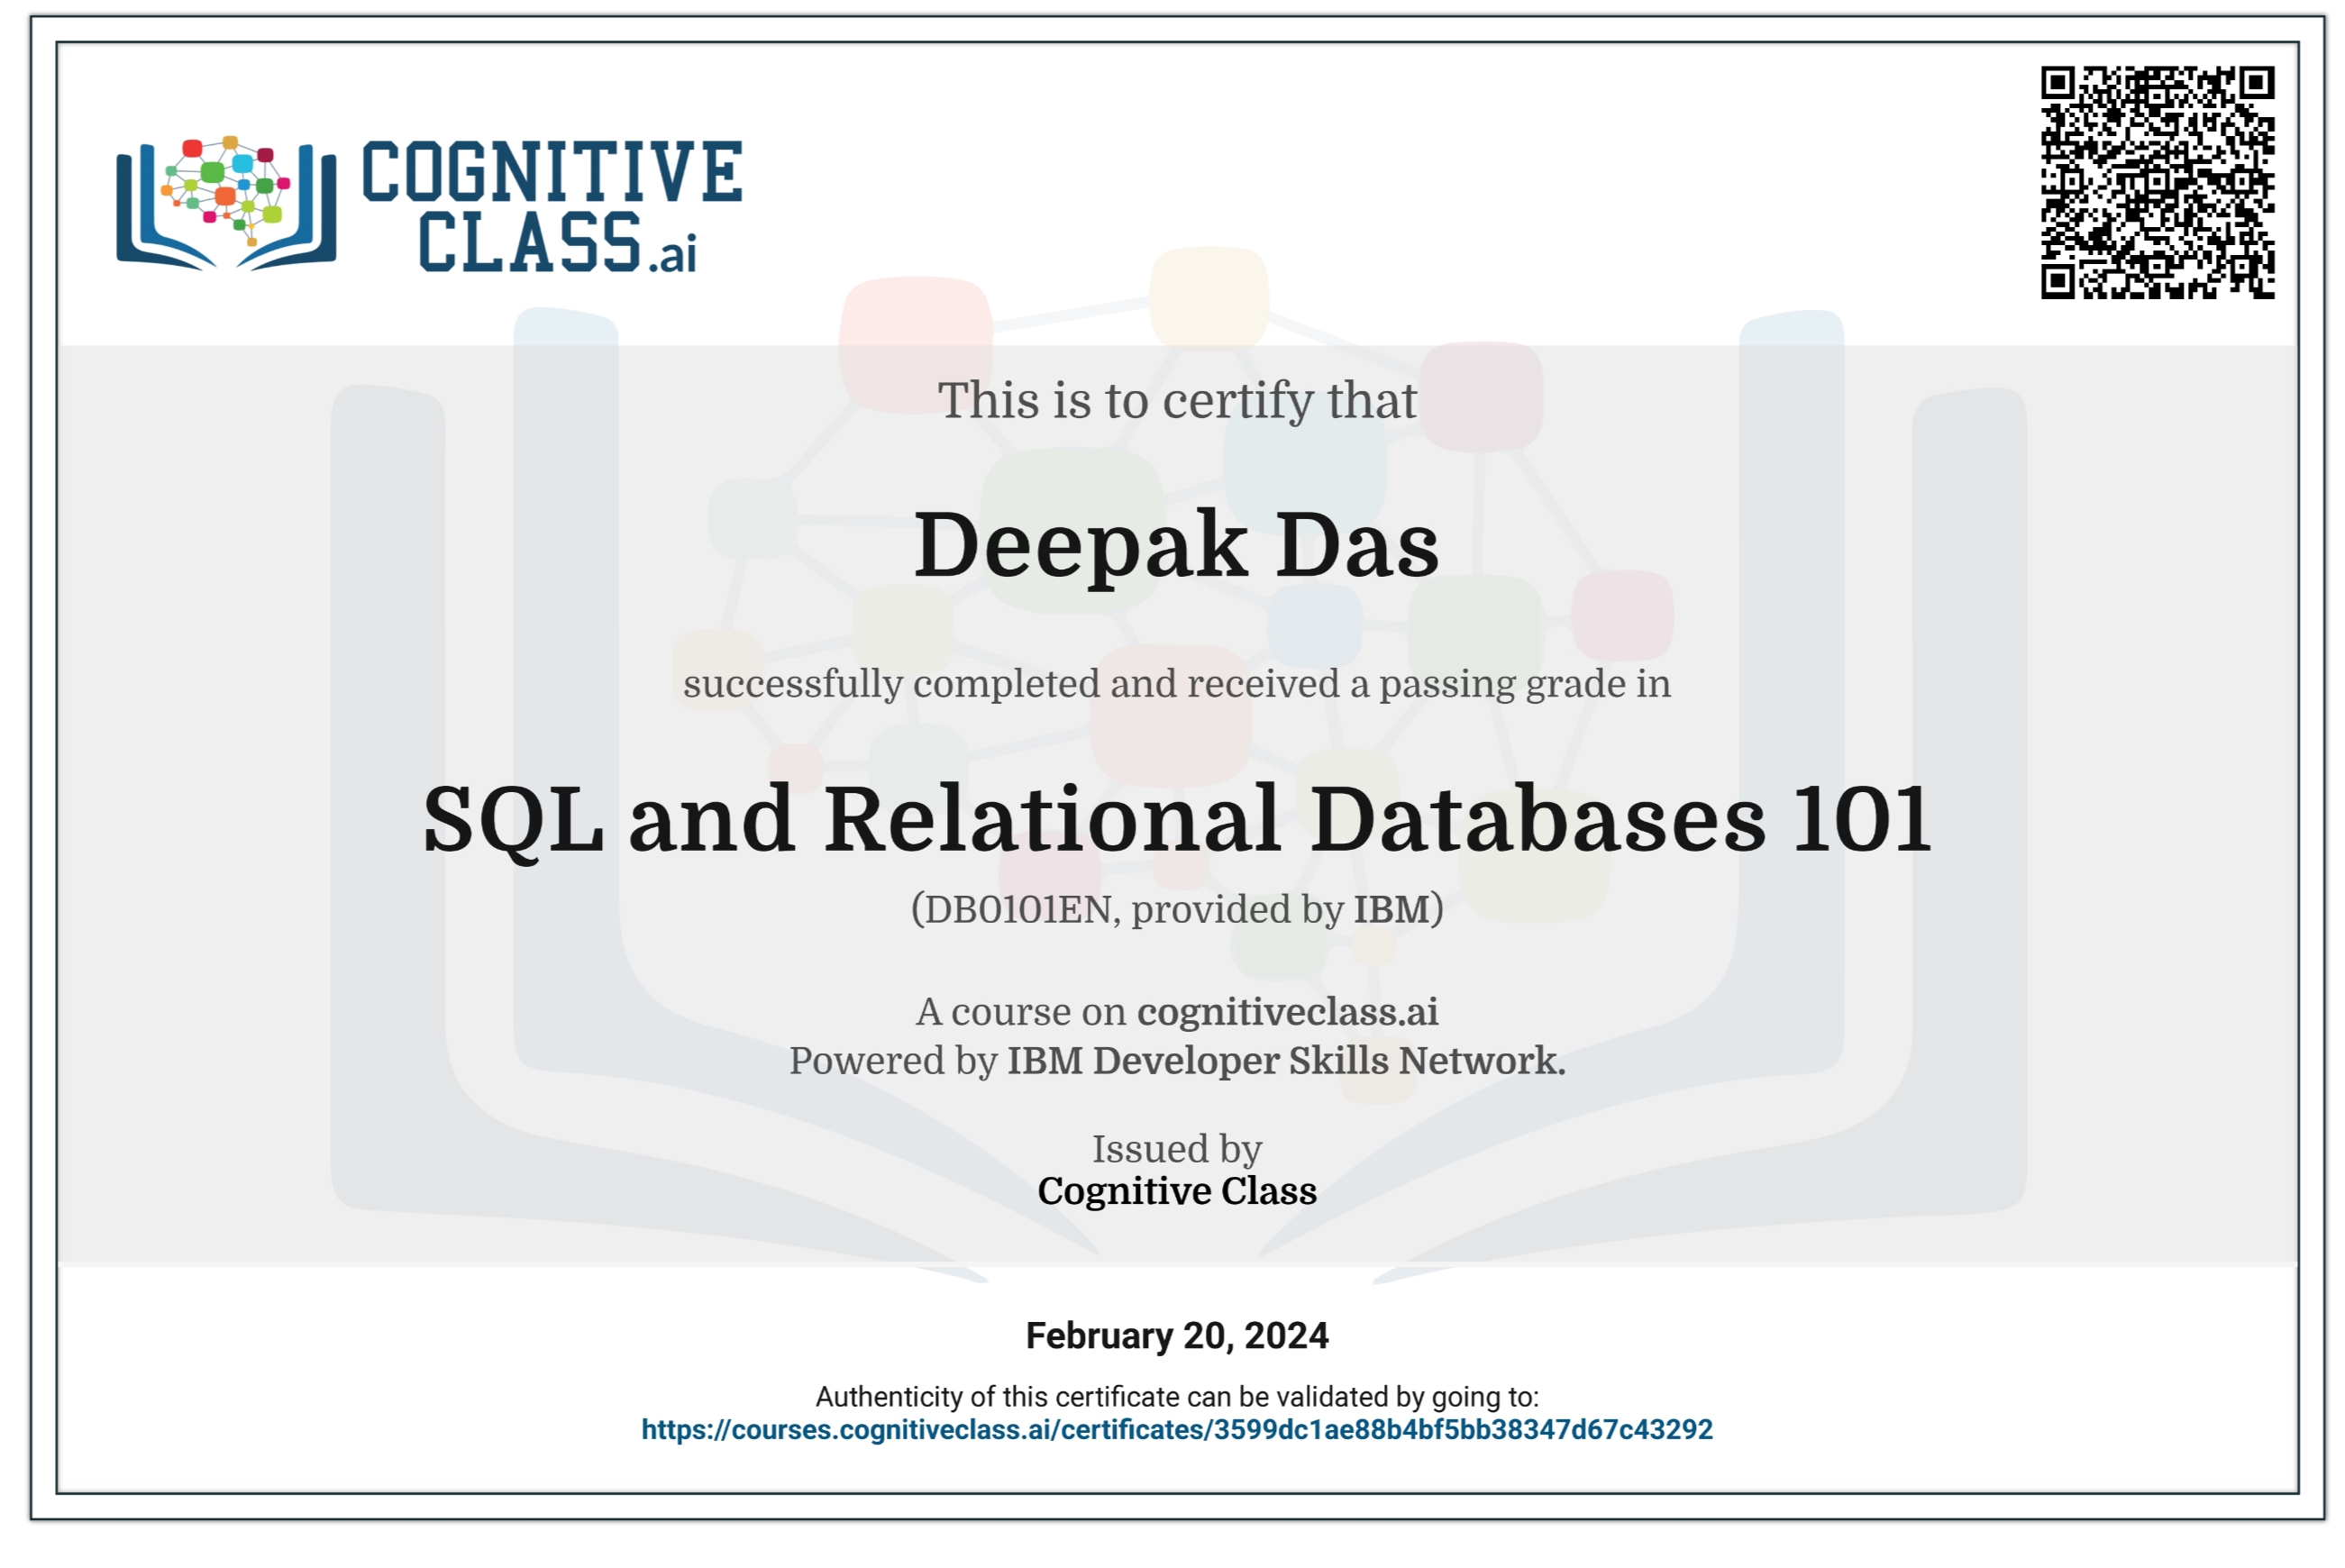 COGNITIVE
CLASS.ai
This is to certify that
Deepak Das
successfully completed and received a passing grade in
SQL and Relational Databases 101
(DB0101EN, provided by IBM)
A course on cognitiveclass.ai
Powered by IBM Developer Skills Network.
Issued by
Cognitive Class
February 20, 2024
Authenticity of this certificate can be validated by going to:
https://courses.cognitiveclass.ai/certificates/3599dc1ae88b4bf5bb38347d67c43292